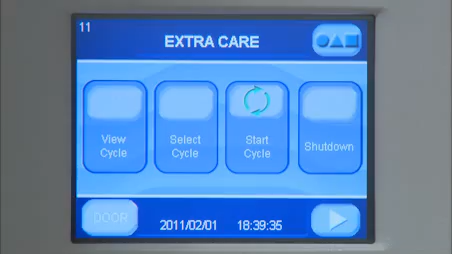 11
EXTRA CARE
View
Cycle
Select
Cycle
Start
Cycle
Shutdown
DOOR
2011/02/01 18:39:35